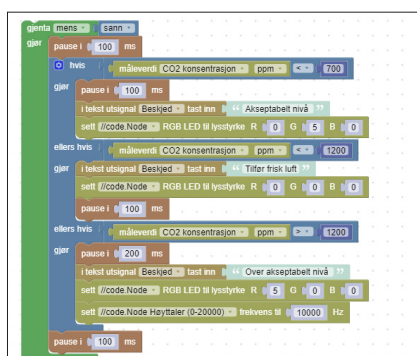 gjenta mens sann
gjør pause i 100 ms
hvis måleverdi CO2 konsentrasjon ppm < 700
gjør pause i 100 ms
i tekst utsignal Beskjed tast inn “ Akseptabelt nivå ”
sett //code.Node RGB LED til lysstyrke R 0 G 5 B 0
ellers hvis måleverdi CO2 konsentrasjon ppm < 1200
gjør i tekst utsignal Beskjed tast inn “ Tilfør frisk luft ”
sett //code.Node RGB LED til lysstyrke R 0 G 0 B 0
pause i 100 ms
ellers hvis måleverdi CO2 konsentrasjon ppm > 1200
gjør pause i 200 ms
i tekst utsignal Beskjed tast inn “ Over akseptabelt nivå ”
sett //code.Node RGB LED til lysstyrke R 5 G 0 B 0
sett //code.Node Høyttaler (0-20000) frekvens til 10000 Hz
pause i 100 ms